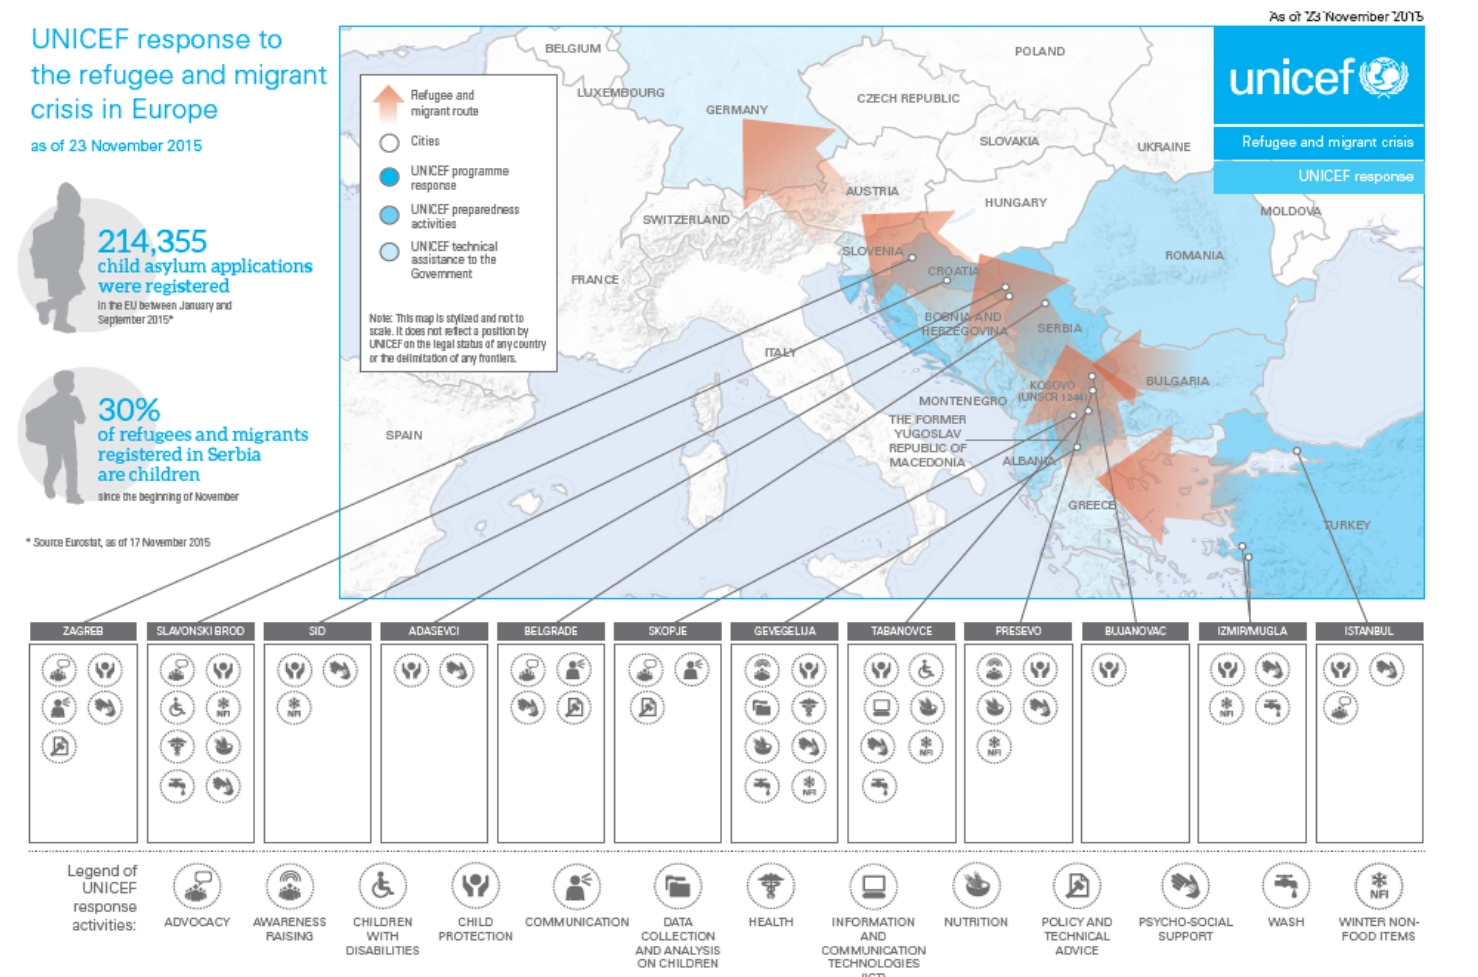 As of 23 November 2015
UNICEF response to
the refugee and migrant
crisis in Europe
as of 23 November 2015
214,355
child asylum applications
were registered
in the EU between January and
September 2015*
30%
of refugees and migrants
registered in Serbia
are children
since the beginning of November
* Source Eurostat, as of 17 November 2015
Refugee and
migrant route
Cities
UNICEF programme
response
UNICEF preparedness
activities
UNICEF technical
assistance to the
Government
Note: This map is stylized and not to
scale. It does not reflect a position by
UNICEF on the legal status of any country
or the delimitation of any frontiers.
unicef
Refugee and migrant crisis
UNICEF response
BELGIUM
POLAND
LUXEMBOURG
GERMANY
CZECH REPUBLIC
SLOVAKIA
UKRAINE
AUSTRIA
HUNGARY
MOLDOVA
SWITZERLAND
SLOVENIA
ROMANIA
FRANCE
CROATIA
BOSNIA AND
HERZEGOVINA
SERBIA
ITALY
KOSOVO
(UNSCR 1244)
BULGARIA
MONTENEGRO
THE FORMER
YUGOSLAV
REPUBLIC OF
MACEDONIA
SPAIN
ALBANIA
GREECE
TURKEY
ZAGREB
SLAVONSKI BROD
SID
ADASEVCI
BELGRADE
SKOPJE
GEVEGELIJA
TABANOVCE
PRESEVO
BUJANOVAC
IZMIR/MUGLA
ISTANBUL
NFI
NFI
NFI
NFI
NFI
NFI
Legend of
UNICEF
response
activities:
ADVOCACY
AWARENESS
RAISING
CHILDREN
WITH
DISABILITIES
CHILD
PROTECTION
COMMUNICATION
DATA
COLLECTION
AND ANALYSIS
ON CHILDREN
HEALTH
INFORMATION
AND
COMMUNICATION
TECHNOLOGIES
NUTRITION
POLICY AND
TECHNICAL
ADVICE
PSYCHO-SOCIAL
SUPPORT
WASH
NFI
WINTER NON-
FOOD ITEMS